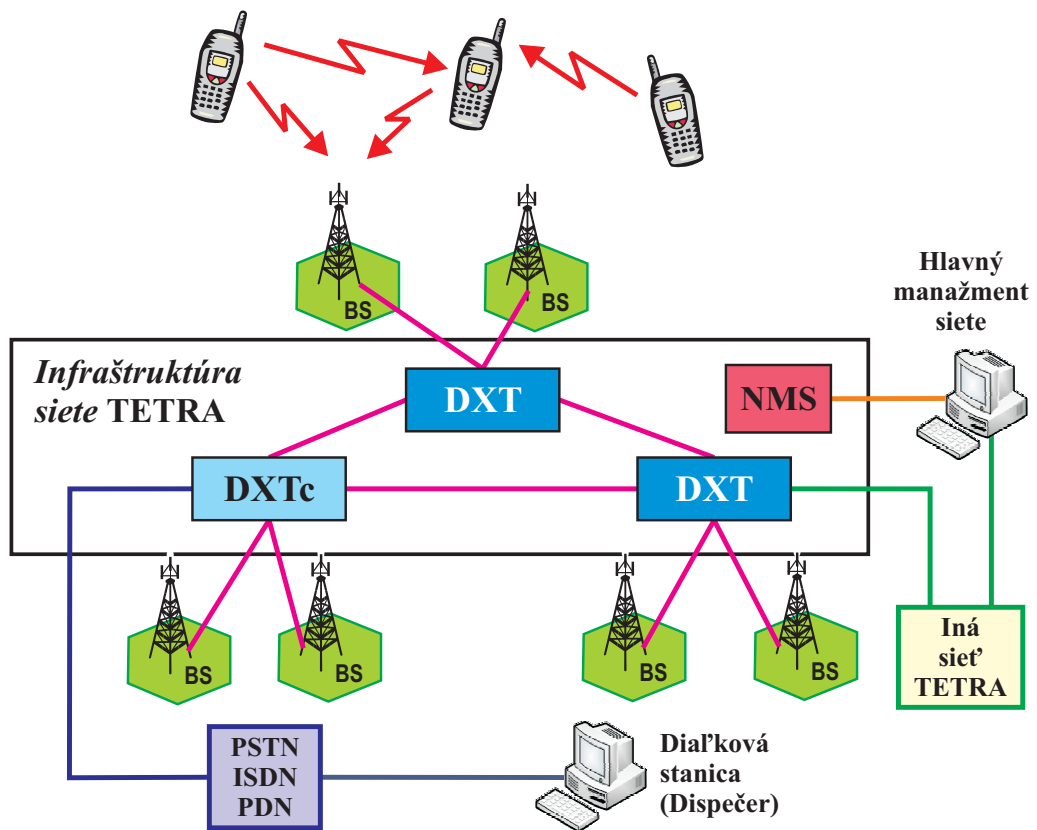 BS
BS
Hlavný
manažment
siete
Infraštruktúra
siete TETRA
DXT
NMS
DXTc
DXT
BS
BS
BS
BS
Iná
sieť
TETRA
PSTN
ISDN
PDN
Diaľková
stanica
(Dispečer)